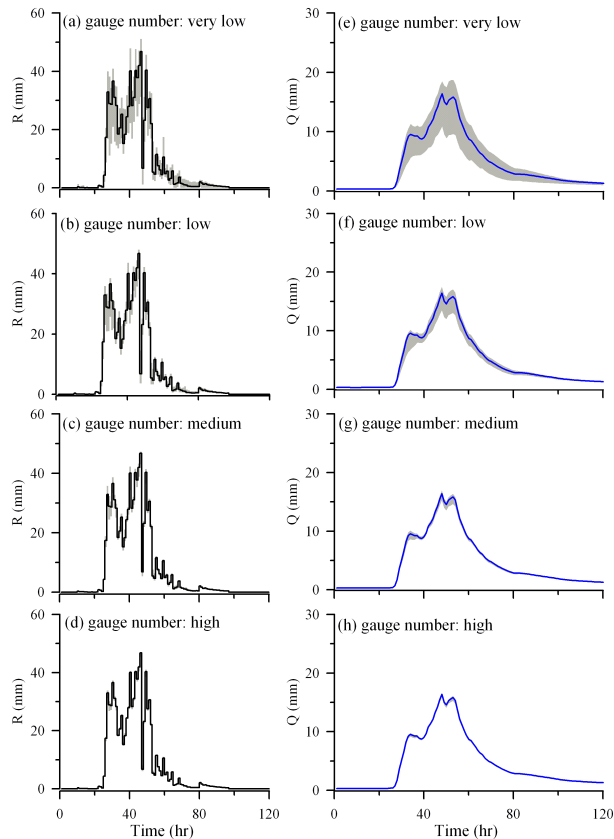 (a) gauge number: very low
60
40
20
0
R (mm)
(e) gauge number: very low
30
20
10
0
Q (mm)
(b) gauge number: low
60
40
20
0
R (mm)
(f) gauge number: low
30
20
10
0
Q (mm)
(c) gauge number: medium
60
40
20
0
R (mm)
(g) gauge number: medium
30
20
10
0
Q (mm)
(d) gauge number: high
60
40
20
0
R (mm)
0 40 80 120
Time (hr)
(h) gauge number: high
30
20
10
0
Q (mm)
0 40 80 120
Time (hr)